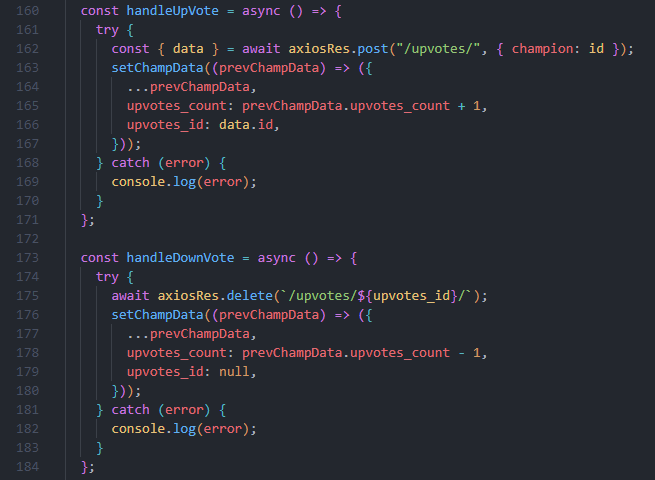 160 const handleUpVote = async () => {
161 try {
162 const { data } = await axiosRes.post("/upvotes/", { champion: id });
163 setChampData((prevChampData) => ({
164 ...prevChampData,
165 upvotes_count: prevChampData.upvotes_count + 1,
166 upvotes_id: data.id,
167 }));
168 } catch (error) {
169 console.log(error);
170 }
171 };
172
173 const handleDownVote = async () => {
174 try {
175 await axiosRes.delete(`/upvotes/${upvotes_id}/`);
176 setChampData((prevChampData) => ({
177 ...prevChampData,
178 upvotes_count: prevChampData.upvotes_count - 1,
179 upvotes_id: null,
180 }));
181 } catch (error) {
182 console.log(error);
183 }
184 };